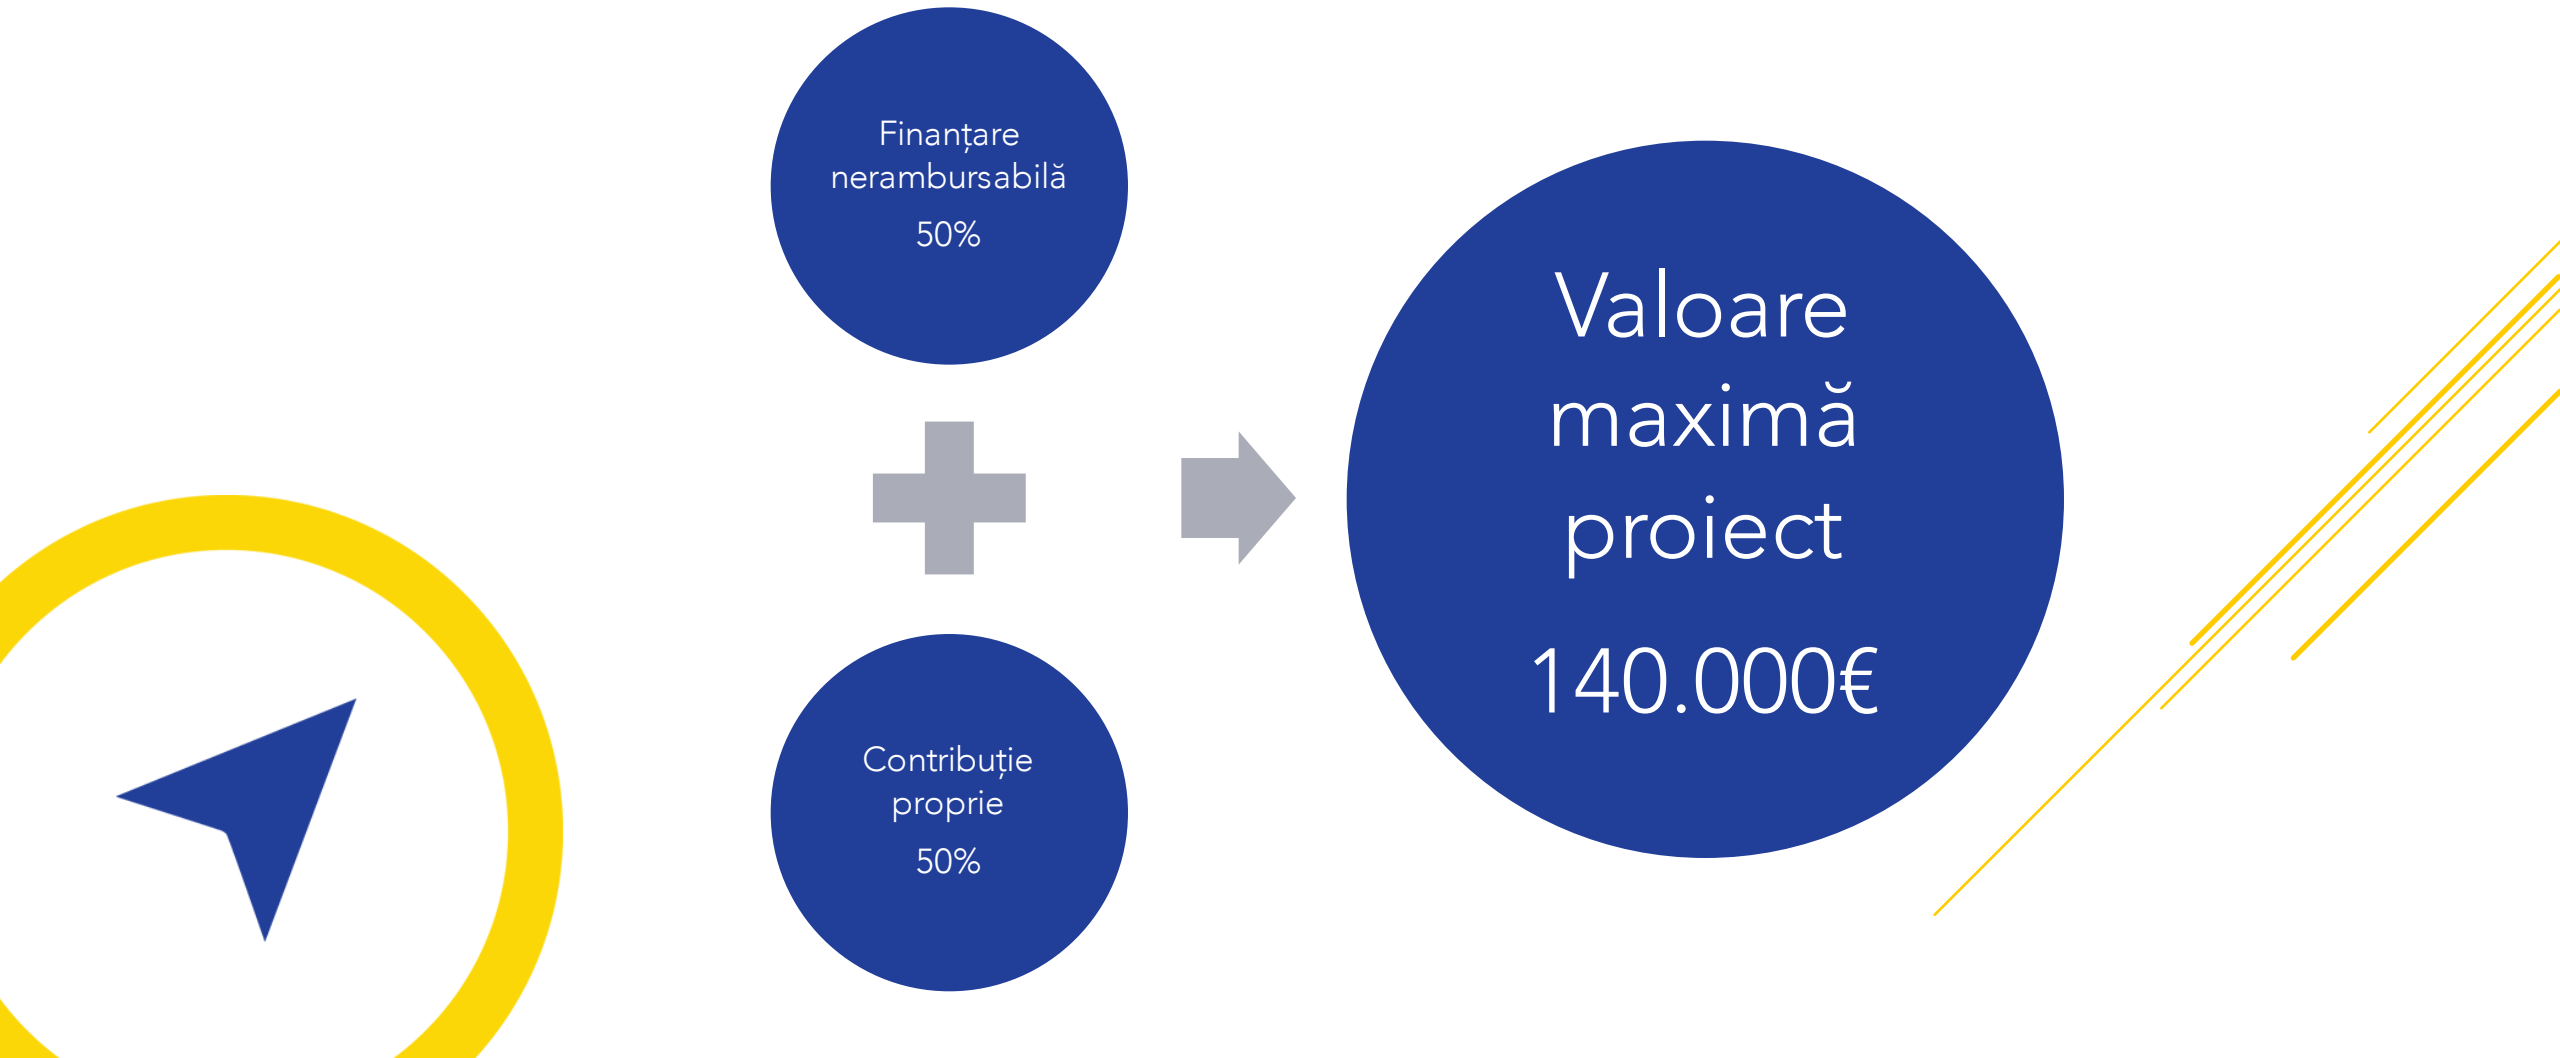 Finanțare
nerambursabilă
50%
Contribuție
proprie
50%
Valoare
maximă
proiect
140.000€